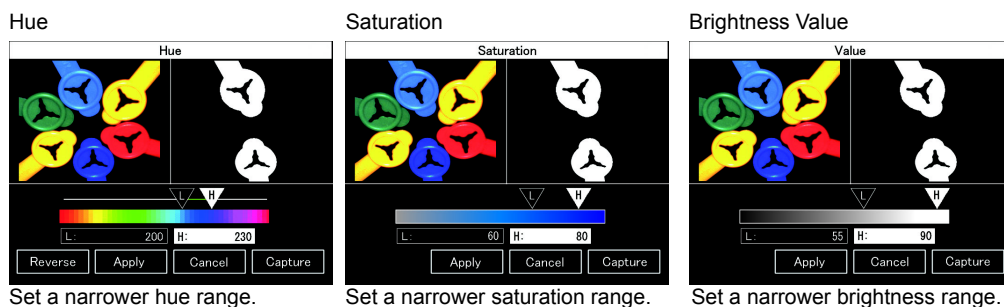 Hue
Saturation
Brightness Value
Hue
L
H
L: 200 H: 230
Reverse Apply Cancel Capture
Saturation
L
H
L: 60 H: 80
Apply Cancel Capture
Value
L
H
L: 55 H: 90
Apply Cancel Capture
Set a narrower hue range.
Set a narrower saturation range.
Set a narrower brightness range.